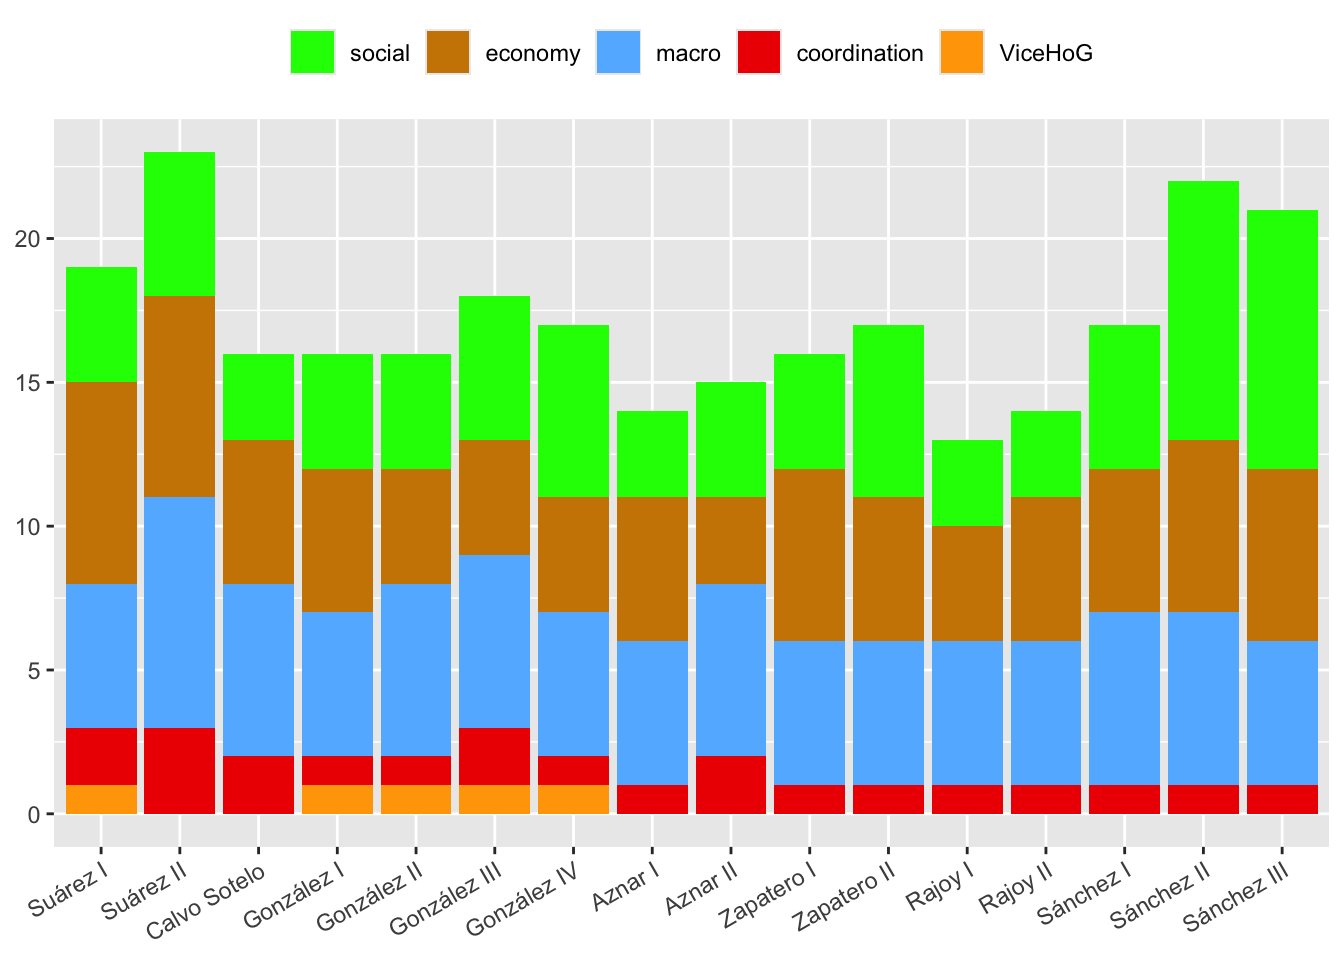 social economy macro coordination ViceHoG
20
15
10
5
0
Suárez I Suárez II Calvo Sotelo González I González II González III González IV Aznar I Aznar II Zapatero I Zapatero II Rajoy I Rajoy II Sánchez I Sánchez II Sánchez III